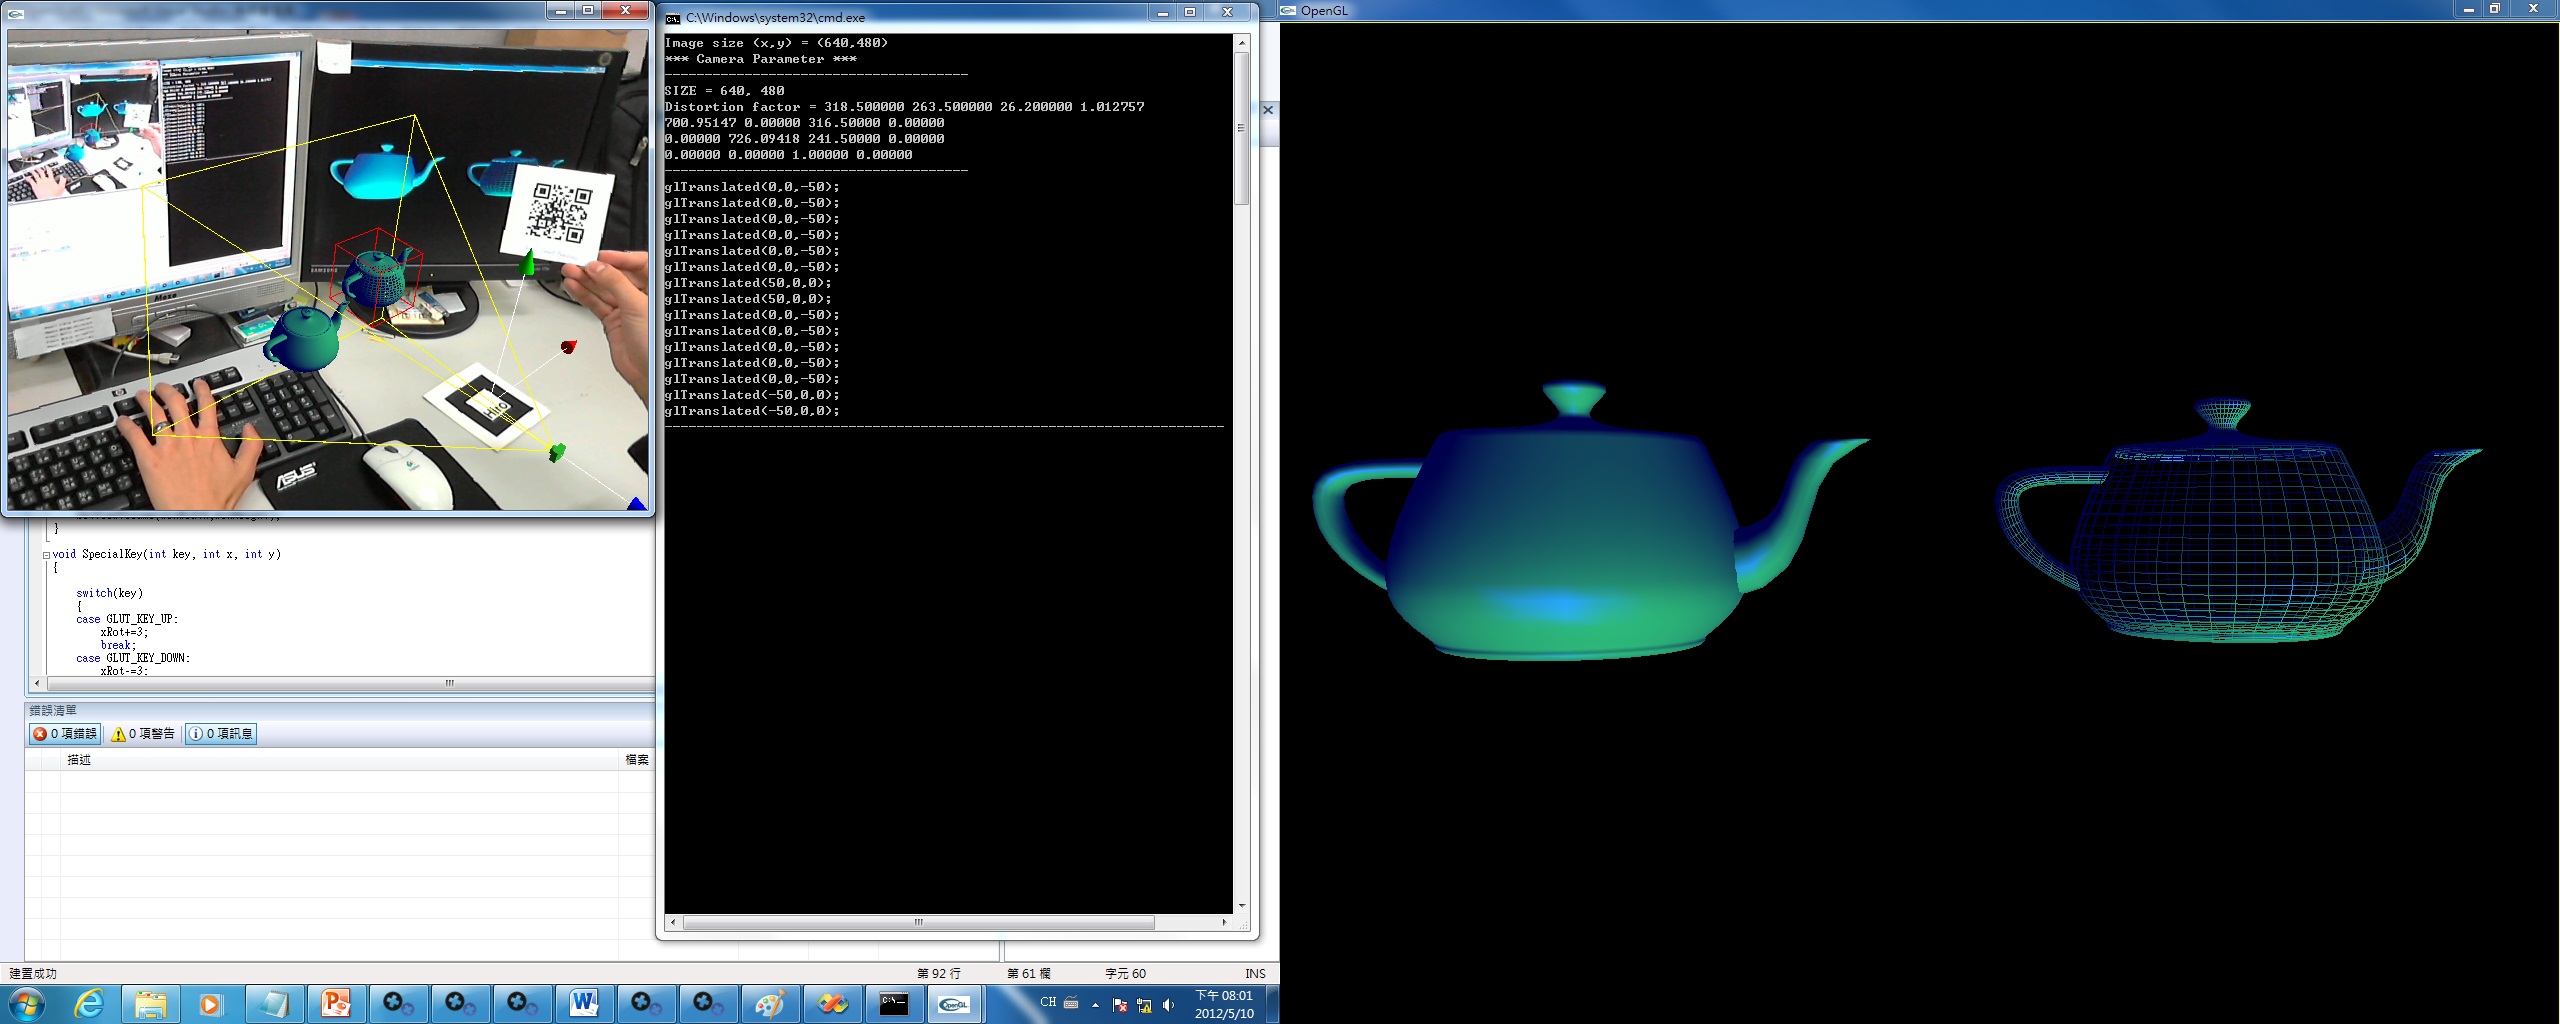 C:\Windows\system32\cmd.exe
OpenGL
Image size (x,y) = (640,480)
*** Camera Parameter ***
--------------------------------------
SIZE = 640, 480
Distortion factor = 318.500000 263.500000 26.200000 1.012757
700.95147 0.00000 316.50000 0.00000
0.00000 726.09418 241.50000 0.00000
0.00000 0.00000 1.00000 0.00000
--------------------------------------
glTranslated(0,0,-50);
glTranslated(0,0,-50);
glTranslated(0,0,-50);
glTranslated(0,0,-50);
glTranslated(0,0,-50);
glTranslated(0,0,-50);
glTranslated(50,0,0);
glTranslated(50,0,0);
glTranslated(0,0,-50);
glTranslated(0,0,-50);
glTranslated(0,0,-50);
glTranslated(0,0,-50);
glTranslated(0,0,-50);
glTranslated(-50,0,0);
glTranslated(-50,0,0);
----------------------------------------------------------------------
SAMSUNG
ASUS
Hiro
}
void SpecialKey(int key, int x, int y)
{
switch(key)
{
case GLUT_KEY_UP:
xRot+=3;
break;
case GLUT_KEY_DOWN:
xRot-=3;
錯誤清單
0 項錯誤 0 項警告 0 項訊息
描述 檔案
建置成功 第 92 行 第 61 欄 字元 60 INS
CH 下午 08:01
2012/5/10